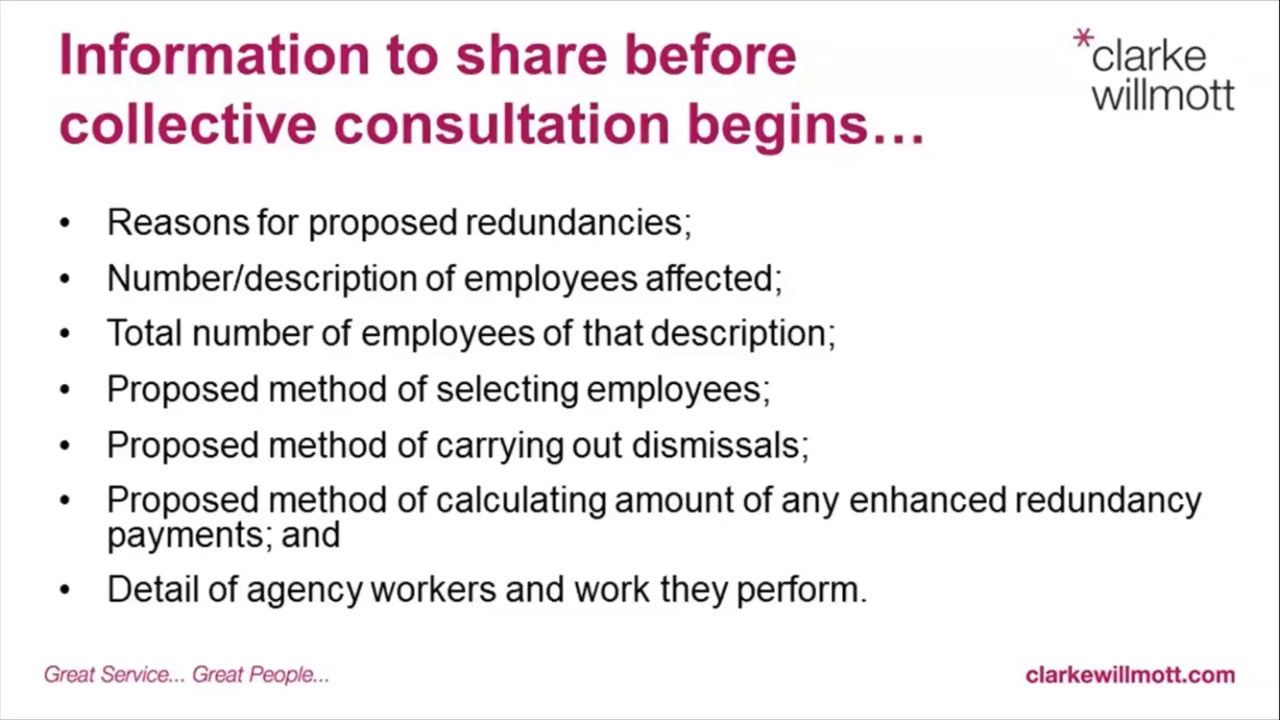 Information to share before
collective consultation begins…
*clarke
willmott
• Reasons for proposed redundancies;
• Number/description of employees affected;
• Total number of employees of that description;
• Proposed method of selecting employees;
• Proposed method of carrying out dismissals;
• Proposed method of calculating amount of any enhanced redundancy
payments; and
• Detail of agency workers and work they perform.
Great Service... Great People...
clarkewillmott.com